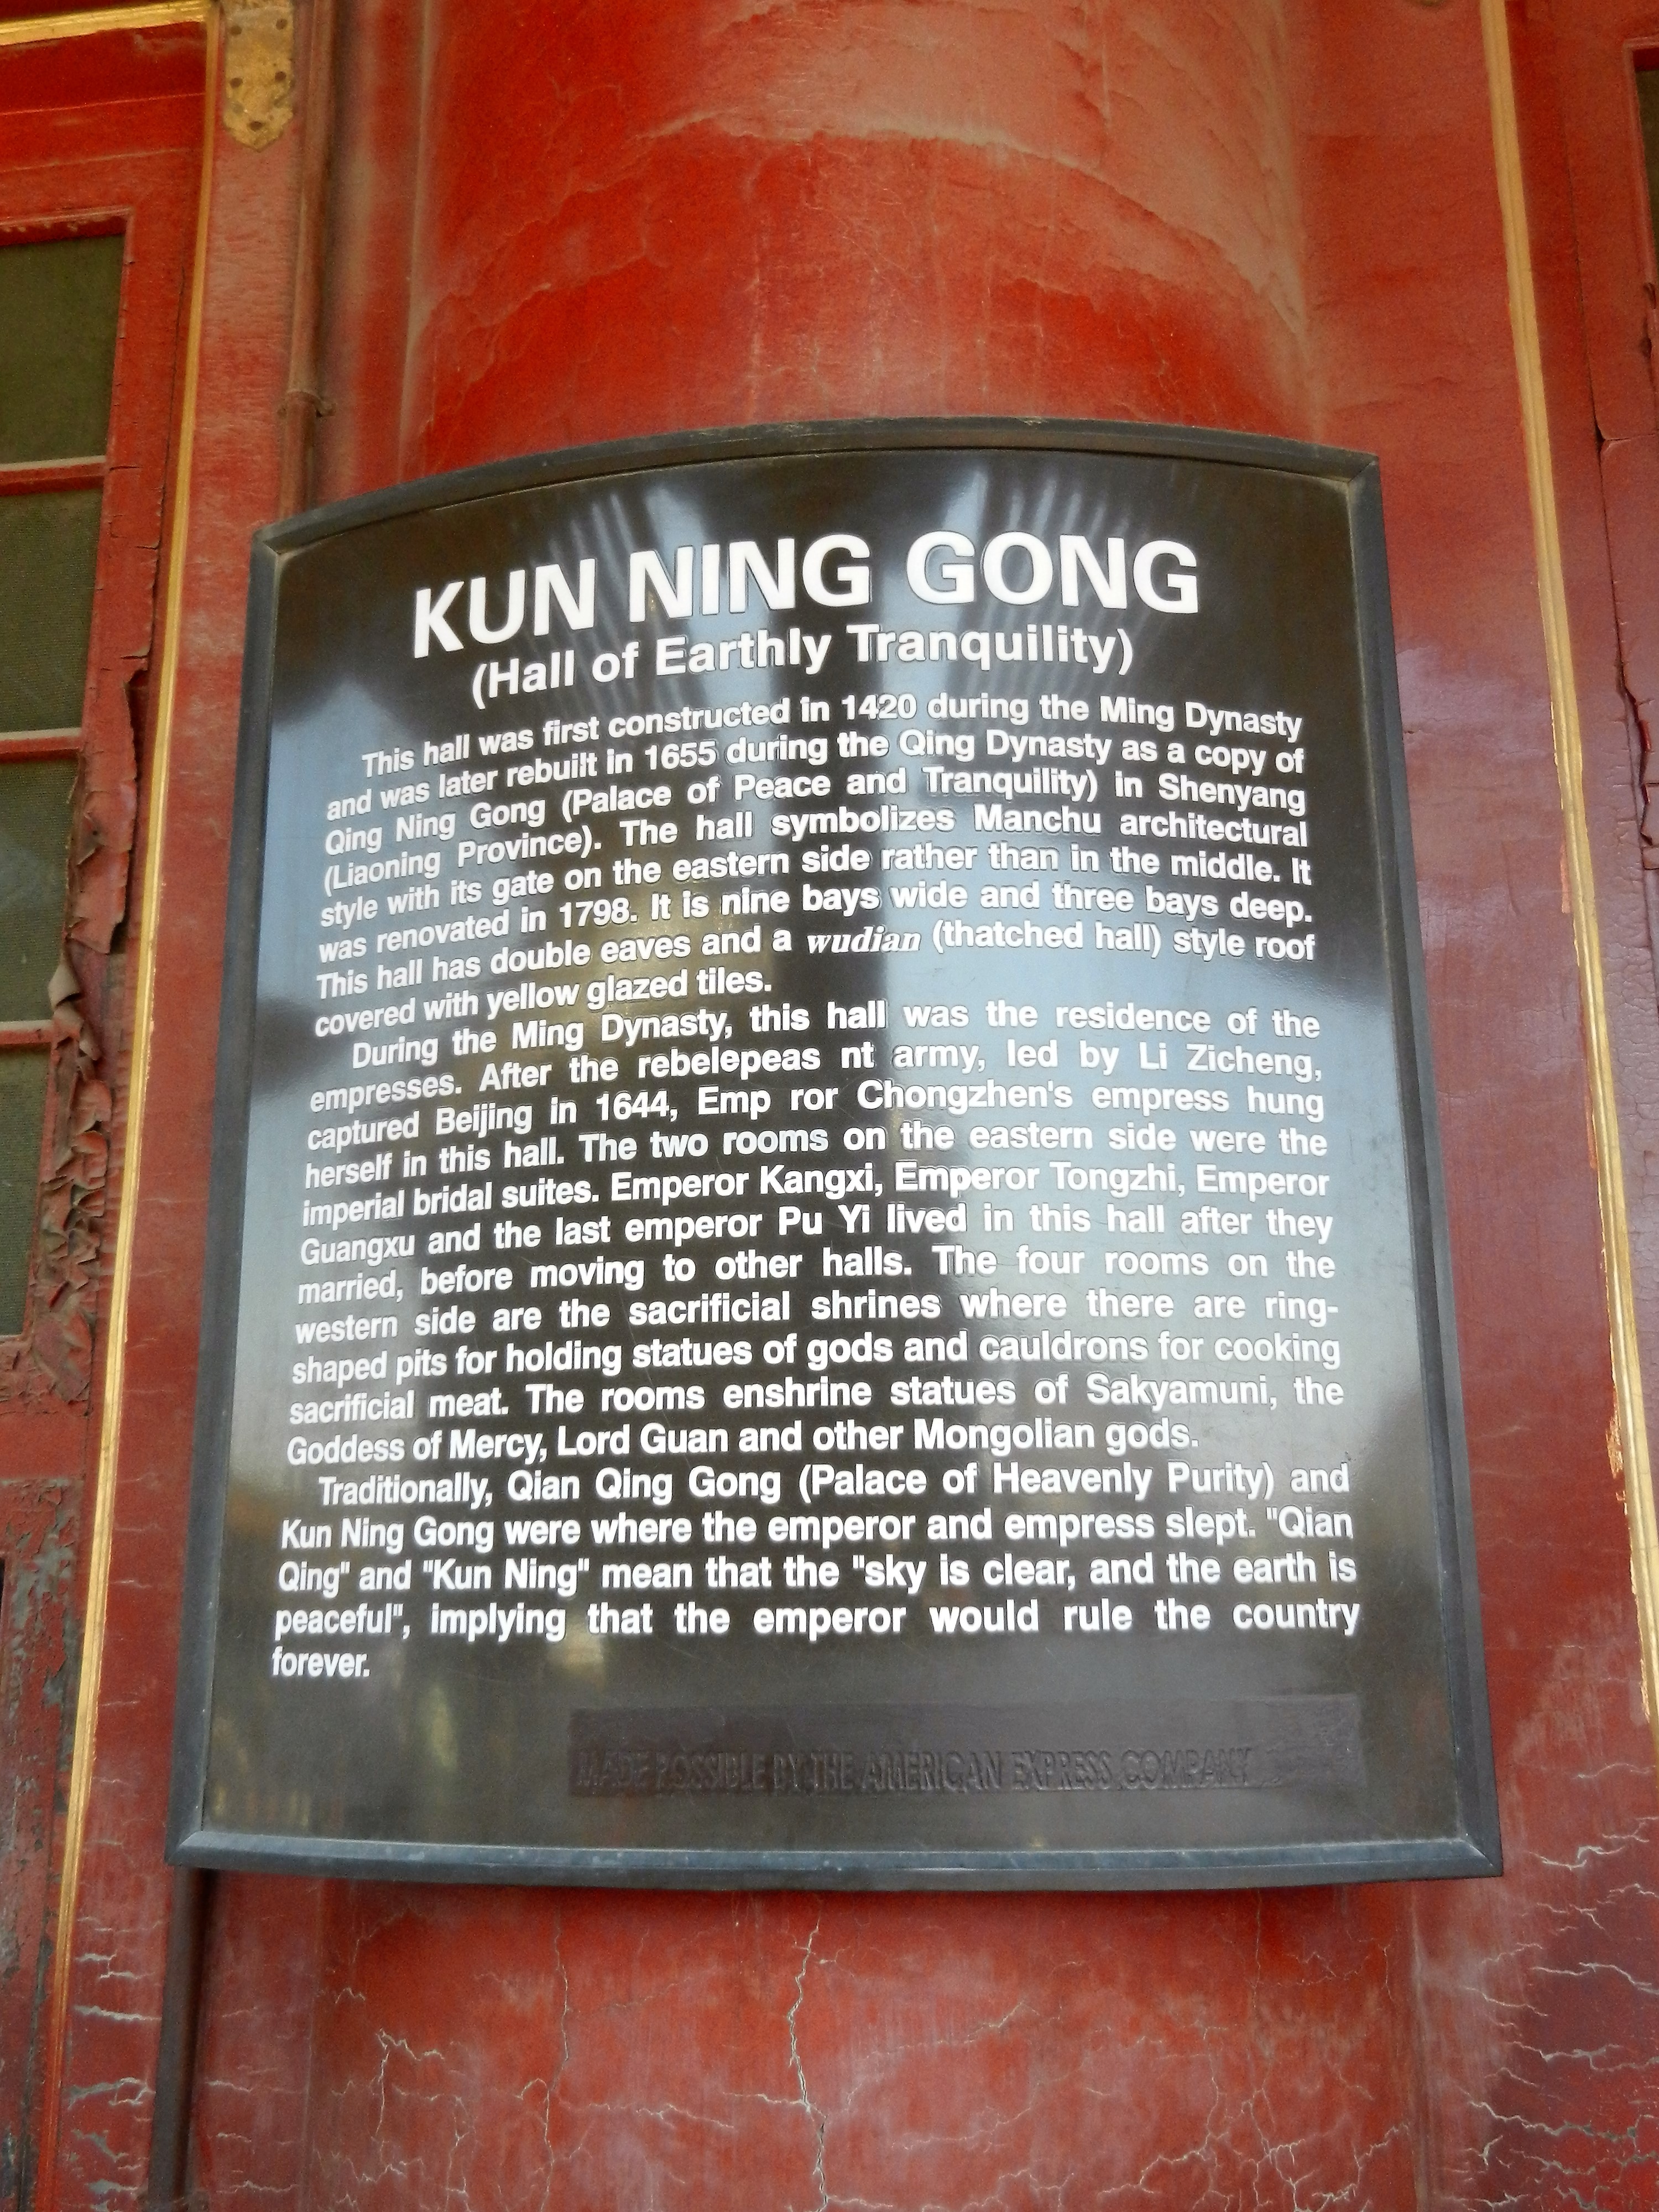 KUN NING GONG
(Hall of Earthly Tranquility)
This hall was first constructed in 1420 during the Ming Dynasty
and was later rebuilt in 1655 during the Qing Dynasty as a copy of
Qing Ning Gong (Palace of Peace and Tranquility) in Shenyang
(Liaoning Province). The hall symbolizes Manchu architectural
style with its gate on the eastern side rather than in the middle. It
was renovated in 1798. It is nine bays wide and three bays deep.
This hall has double eaves and a wudian (thatched hall) style roof
covered with yellow glazed tiles.
During the Ming Dynasty, this hall was the residence of the
empresses. After the rebelepeas nt army, led by Li Zicheng,
captured Beijing in 1644, Emp ror Chongzhen's empress hung
herself in this hall. The two rooms on the eastern side were the
imperial bridal suites. Emperor Kangxi, Emperor Tongzhi, Emperor
Guangxu and the last emperor Pu Yi lived in this hall after they
married, before moving to other halls. The four rooms on the
western side are the sacrificial shrines where there are ring-
shaped pits for holding statues of gods and cauldrons for cooking
sacrificial meat. The rooms enshrine statues of Sakyamuni, the
Goddess of Mercy, Lord Guan and other Mongolian gods.
Traditionally, Qian Qing Gong (Palace of Heavenly Purity) and
Kun Ning Gong were where the emperor and empress slept. "Qian
Qing" and "Kun Ning" mean that the "sky is clear, and the earth is
peaceful", implying that the emperor would rule the country
forever.
MADE POSSIBLE BY THE AMERICAN EXPRESS COMPANY